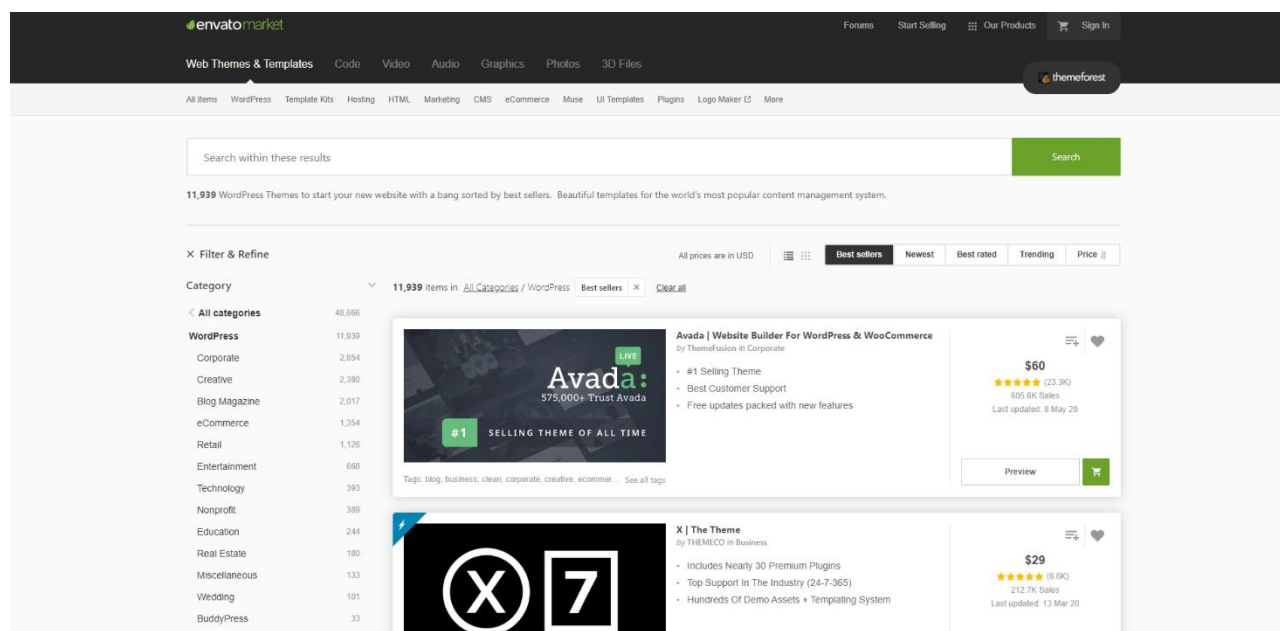 envatomarket
Forums Start Selling Our Products Sign In
Web Themes & Templates Code Video Audio Graphics Photos 3D Files
themeforest
All Items WordPress Template Kits Hosting HTML Marketing CMS eCommerce Muse UI Templates Plugins Logo Maker More
Search within these results Search
11,939 WordPress Themes to start your new website with a bang sorted by best sellers. Beautiful templates for the world's most popular content management system.
Filter & Refine
All prices are in USD Best sellers Newest Best rated Trending Price
Category
11,939 items in All Categories / WordPress Best sellers × Clear all
All categories 48,666
WordPress 11,939
Corporate 2,854
Creative 2,380
Blog Magazine 2,017
eCommerce 1,354
Retail 1,126
Entertainment 688
Technology 393
Nonprofit 389
Education 244
Real Estate 180
Miscellaneous 133
Wedding 101
BuddyPress 33
LIVE
Avada:
575,000+ Trust Avada
#1 SELLING THEME OF ALL TIME
Tags: blog, business, clean, corporate, creative, ecommer... See all tags
Avada | Website Builder For WordPress & WooCommerce
by ThemeFusion in Corporate
#1 Selling Theme
Best Customer Support
Free updates packed with new features
$60
(23.3K)
605.6K Sales
Last updated: 8 May 20
Preview
X 7
X | The Theme
by THEMECO in Business
Includes Nearly 30 Premium Plugins
Top Support In The Industry (24-7-365)
Hundreds Of Demo Assets + Templating System
$29
(6.6K)
212.7K Sales
Last updated: 13 Mar 20